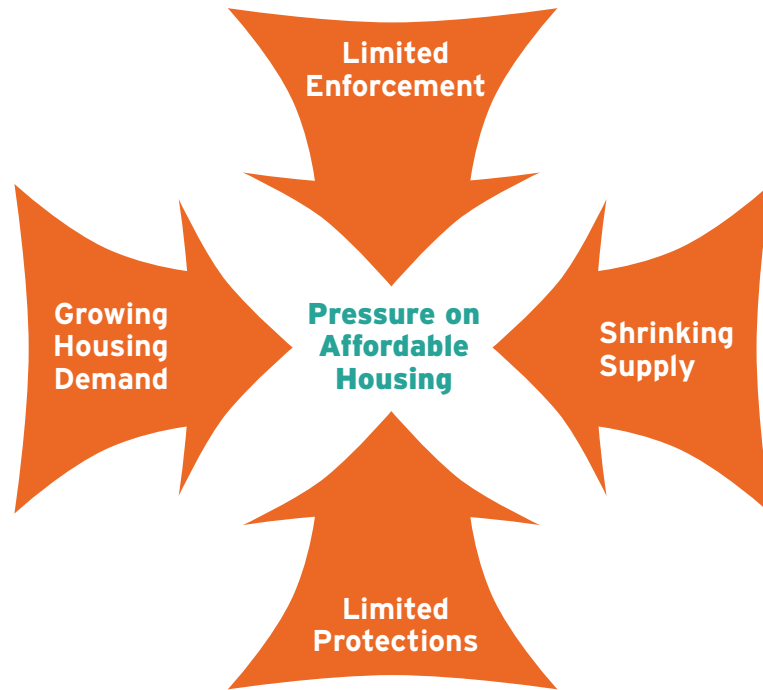 Limited
Enforcement
Growing
Housing
Demand
Pressure on
Affordable
Housing
Shrinking
Supply
Limited
Protections